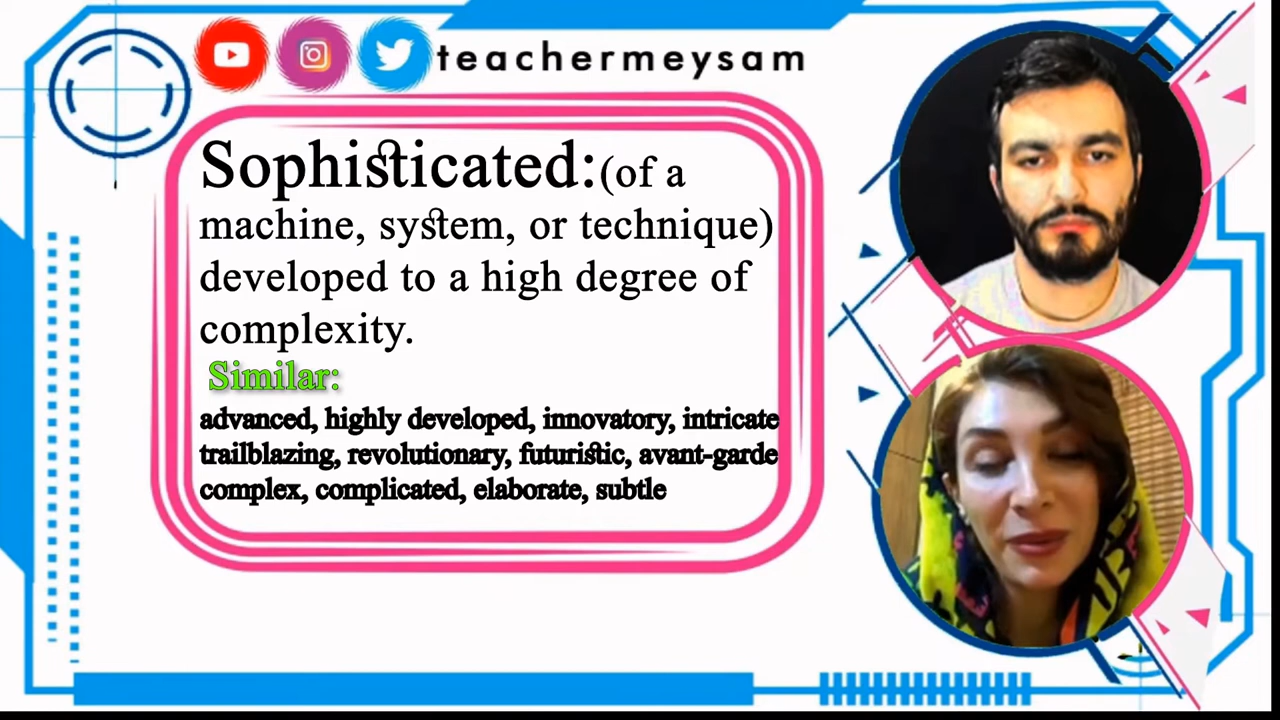 teachermeysam
Sophisticated:(of a
machine, system, or technique)
developed to a high degree of
complexity.
Similar:
advanced, highly developed, innovatory, intricate
trailblazing, revolutionary, futuristic, avant-garde
complex, complicated, elaborate, subtle